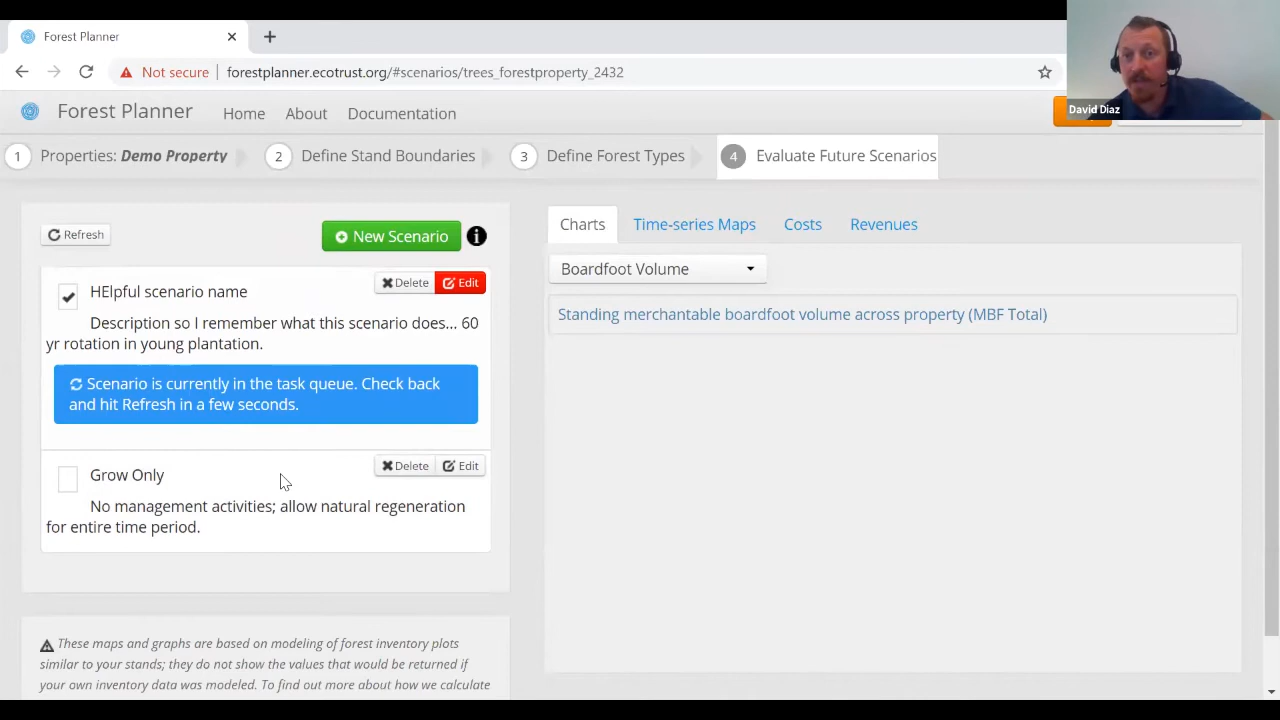 Forest Planner
Not secure
forestplanner.ecotrust.org/#scenarios/trees_forestproperty_2432
David Diaz
Forest Planner
Home
About
Documentation
1 Properties: Demo Property
2 Define Stand Boundaries
3 Define Forest Types
4 Evaluate Future Scenarios
Refresh
New Scenario
i
HElpful scenario name
Delete
Edit
Description so I remember what this scenario does... 60
yr rotation in young plantation.
Scenario is currently in the task queue. Check back
and hit Refresh in a few seconds.
Grow Only
Delete
Edit
No management activities; allow natural regeneration
for entire time period.
These maps and graphs are based on modeling of forest inventory plots
similar to your stands; they do not show the values that would be returned if
your own inventory data was modeled. To find out more about how we calculate
Charts
Time-series Maps
Costs
Revenues
Boardfoot Volume
Standing merchantable boardfoot volume across property (MBF Total)